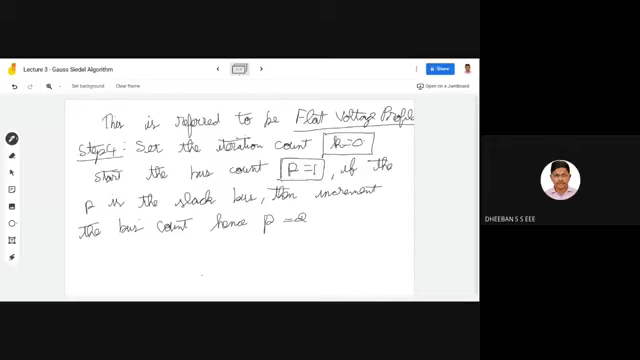 Lecture 3 - Gauss Siedel Algorithm
Share
Set background
Clear frame
Open on a Jamboard
This is referred to be Flat Voltage Profile
Step4: Set the iteration count k=0
start the bus count P=1, if the
P is the slack bus, then increment
the bus count hence P=2
DHEEBAN S S EEE